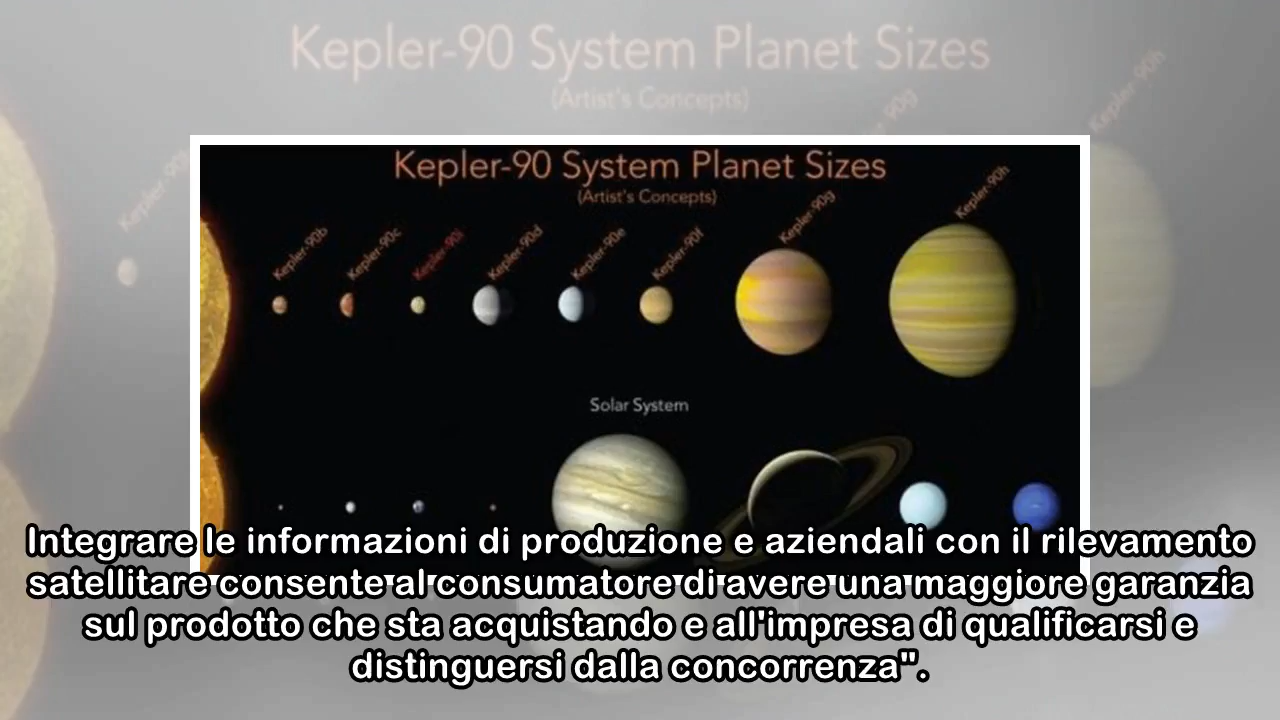 Kepler-90 System Planet Sizes
(Artist's Concepts)
Kepler-90h
Kepler-90 System Planet Sizes
(Artist's Concepts)
Kepler-90b
Kepler-90c
Kepler-90i
Kepler-90d
Kepler-90e
Kepler-90f
Kepler-90g
Kepler-90h
Solar System
Integrare le informazioni di produzione e aziendali con il rilevamento
satellitare consente al consumatore di avere una maggiore garanzia
sul prodotto che sta acquistando e all'impresa di qualificarsi e
distinguersi dalla concorrenza".